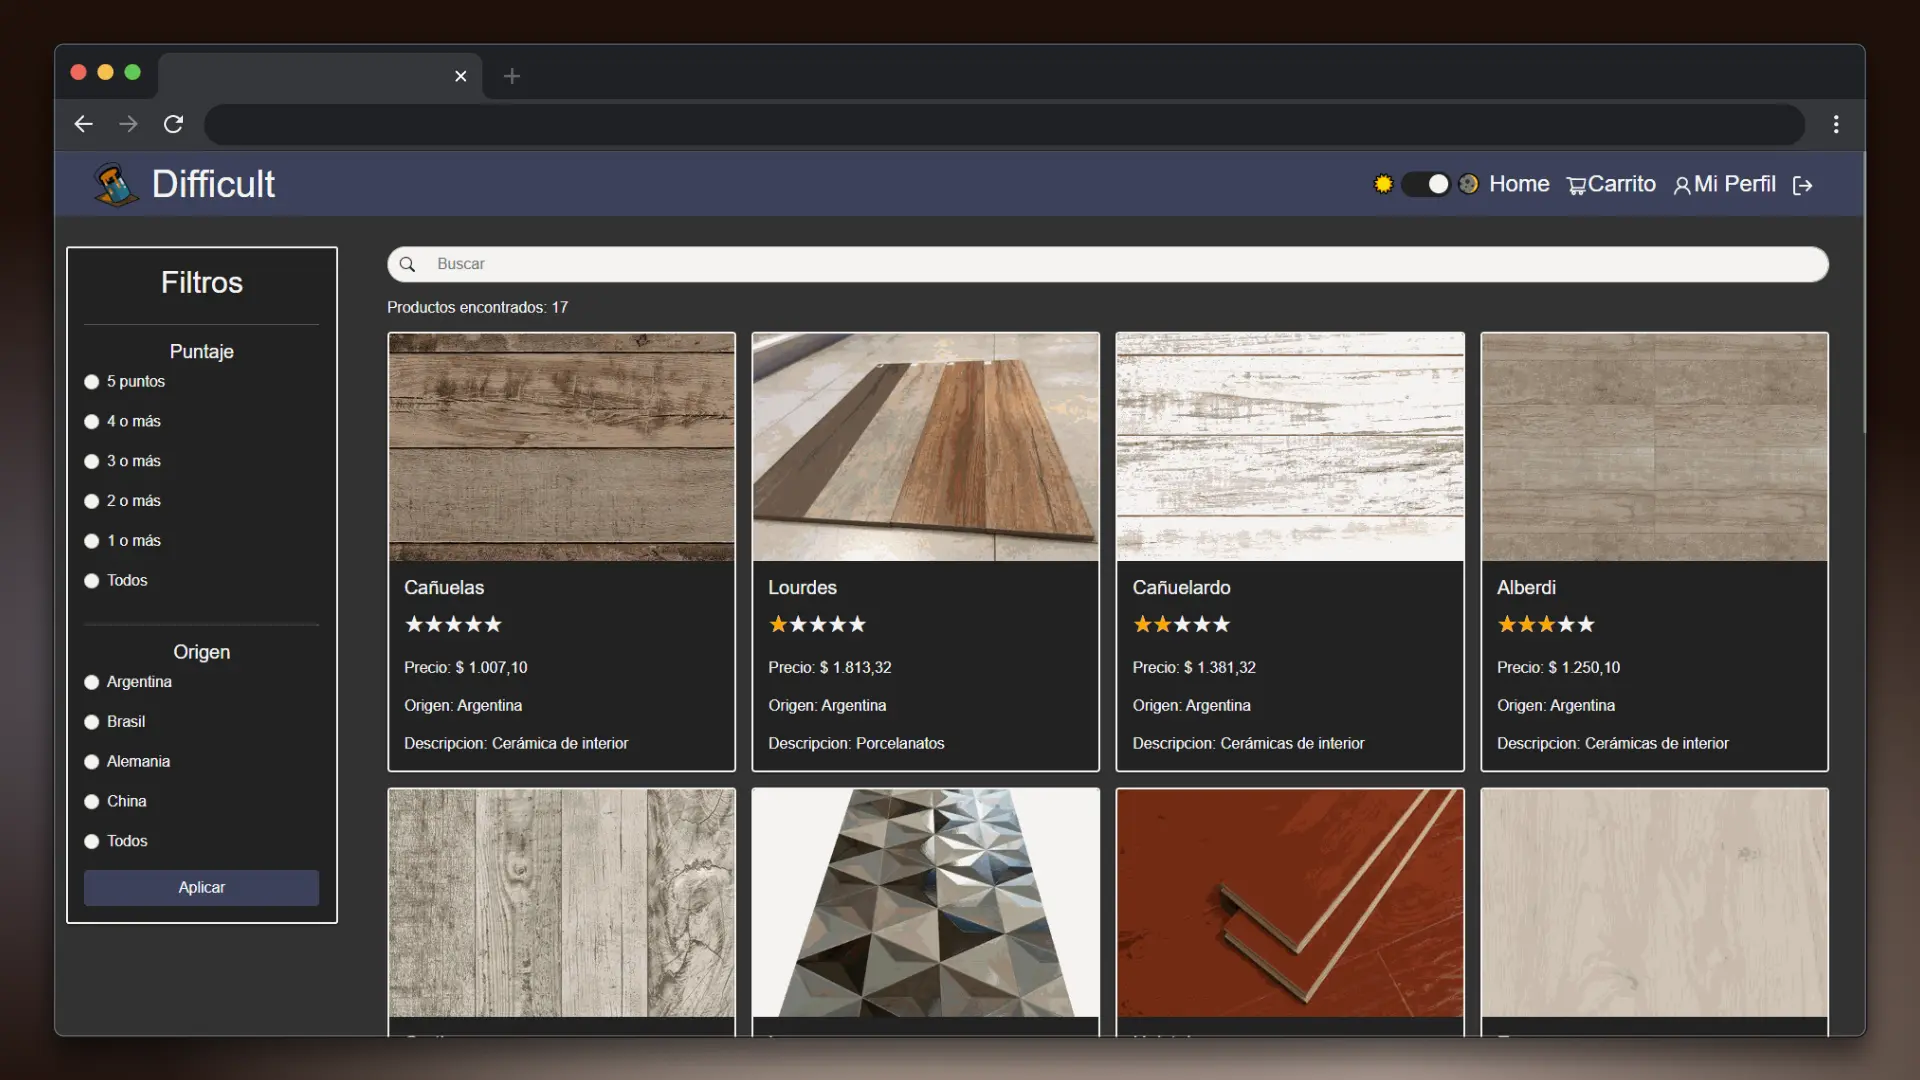 Difficult
Home Carrito Mi Perfil
Filtros
Puntaje
5 puntos
4 o más
3 o más
2 o más
1 o más
Todos
Origen
Argentina
Brasil
Alemania
China
Todos
Aplicar
Buscar
Productos encontrados: 17
Cañuelas
Precio: $ 1.007,10
Origen: Argentina
Descripcion: Cerámica de interior
Lourdes
Precio: $ 1.813,32
Origen: Argentina
Descripcion: Porcelanatos
Cañuelardo
Precio: $ 1.381,32
Origen: Argentina
Descripcion: Cerámicas de interior
Alberdi
Precio: $ 1.250,10
Origen: Argentina
Descripcion: Cerámicas de interior